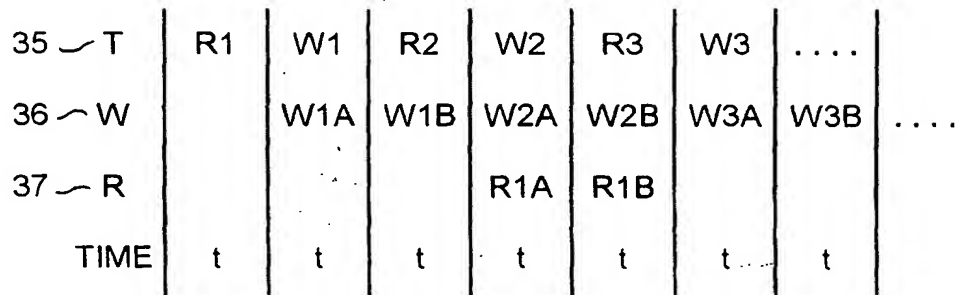 35 T R1 W1 R2 W2 R3 W3 ....
36 W W1A W1B W2A W2B W3A W3B ....
37 R R1A R1B
TIME t t t t t t t